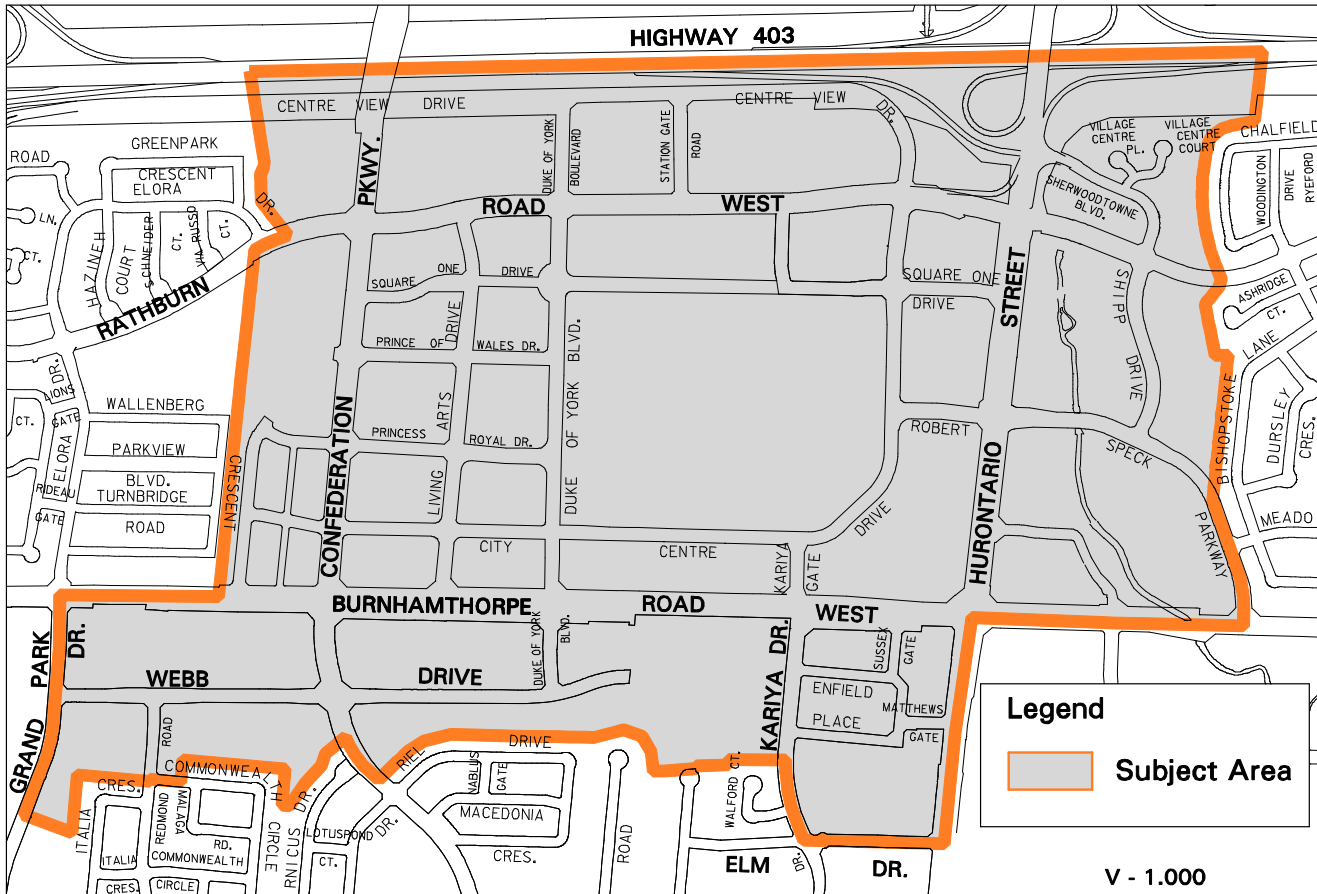 HIGHWAY 403
CENTRE VIEW DRIVE
CENTRE VIEW
DR.
PKWY.
DUKE OF YORK
BOULEVARD
STATION GATE
ROAD
VILLAGE
CENTRE
PL.
VILLAGE
CENTRE
COURT
CHALFIELD
ROAD
GREENPARK
CRESCENT
ELORA
DR.
LN.
CT.
HAZINEH
COURT
SCHNEIDER
CT.
VIA RUSSO
CT.
RATHBURN
ROAD
WEST
SHERWOODTOWNE
BLVD.
WOODINGTON
DRIVE
RYEFORD
SQUARE ONE
DRIVE
SQUARE ONE
DRIVE
STREET
SHIPP
DRIVE
ASHRIDGE
CT.
LANE
PRINCE OF
WALES DR.
DRIVE
DUKE OF YORK BLVD.
DR.
LIONS
GATE
ELORA
CT.
WALLENBERG
PARKVIEW
BLVD.
TURNBRIDGE
ROAD
RIDEAU
GATE
CRESCENT
CONFEDERATION
PRINCESS
ROYAL DR.
ARTS
LIVING
ROBERT
SPECK
PARKWAY
BISHOPSTOKE
DURSLEY
CRES.
MEADO
HURONTARIO
DRIVE
CITY
CENTRE
KARIYA
GATE
BURNHAMTHORPE
ROAD
WEST
GRAND PARK
DR.
WEBB
DRIVE
DUKE OF YORK
BLVD.
KARIYA DR.
SUSSEX
GATE
ENFIELD
PLACE
MATTHEWS
GATE
ROAD
COMMONWEALTH
CIRCLE
RIEL
DRIVE
CRES.
ITALIA
REDMOND
MALAGA
RD.
COMMONWEALTH
ITALIA
CRES.
CIRCLE
DR.
LOTUSPOND
CT.
DR.
NABLUS
GATE
MACEDONIA
CRES.
ROAD
WALFORD
CT.
ELM
DR.
DR.
Legend
Subject Area
V - 1.000